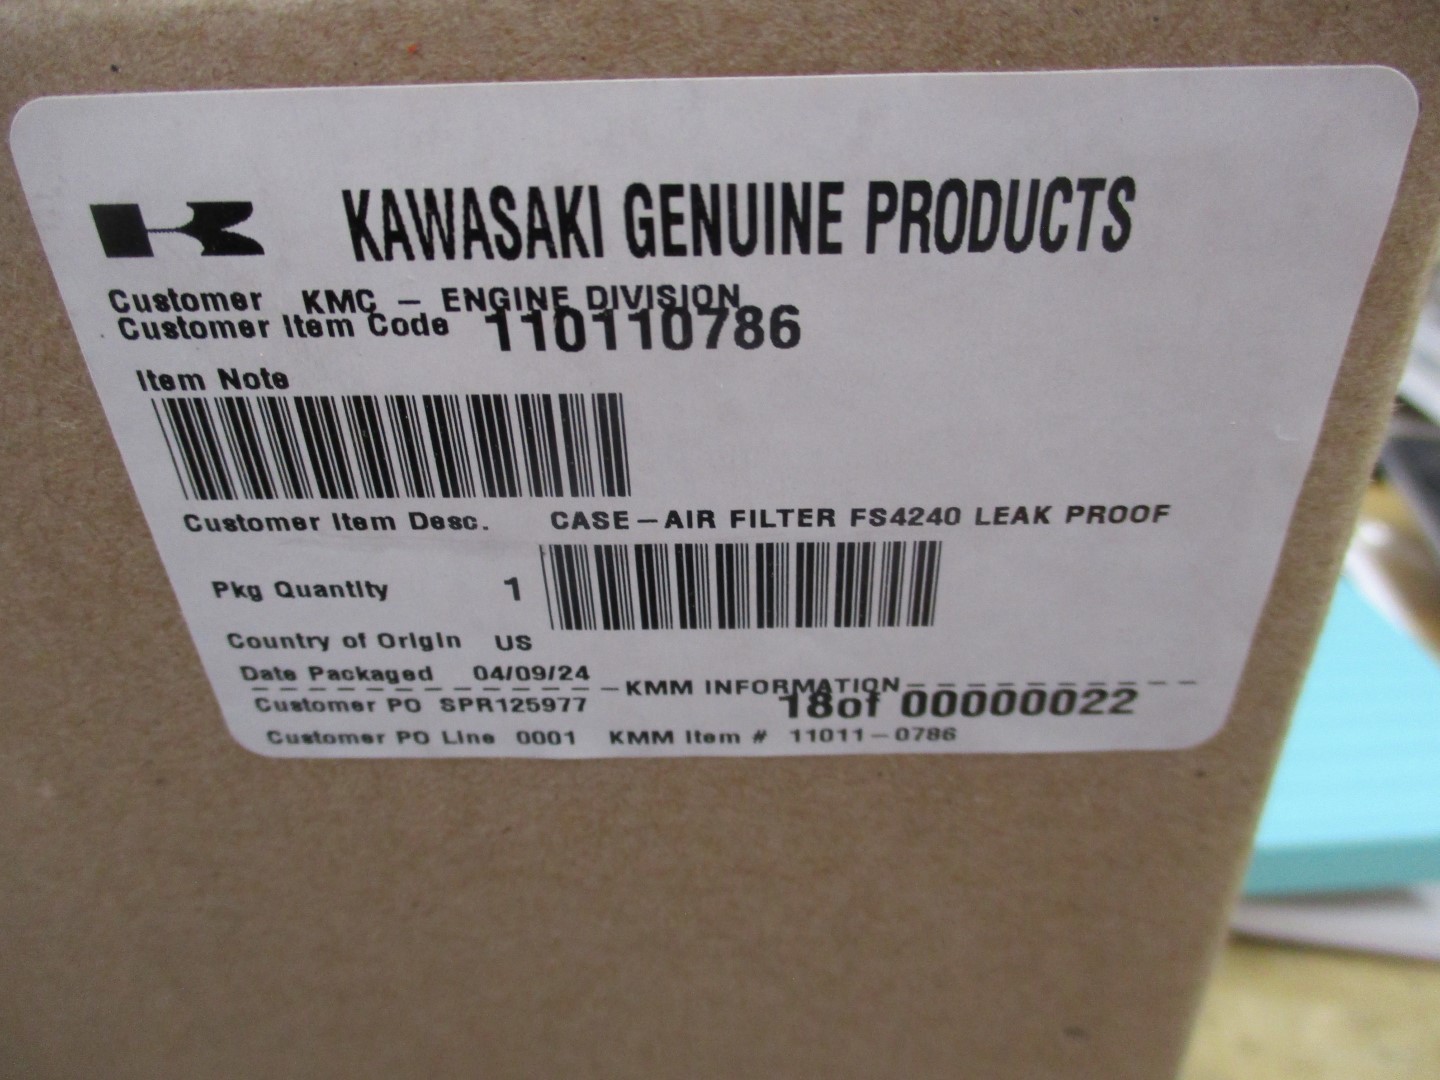 KAWASAKI GENUINE PRODUCTS
Customer KMC - ENGINE DIVISION
Customer Item Code 110110786
Item Note
Customer Item Desc. CASE-AIR FILTER FS4240 LEAK PROOF
Pkg Quantity 1
Country of Origin US
Date Packaged 04/09/24
KMM INFORMATION
Customer PO SPR125977 18of 00000022
Customer PO Line 0001 KMM Item # 11011-0786